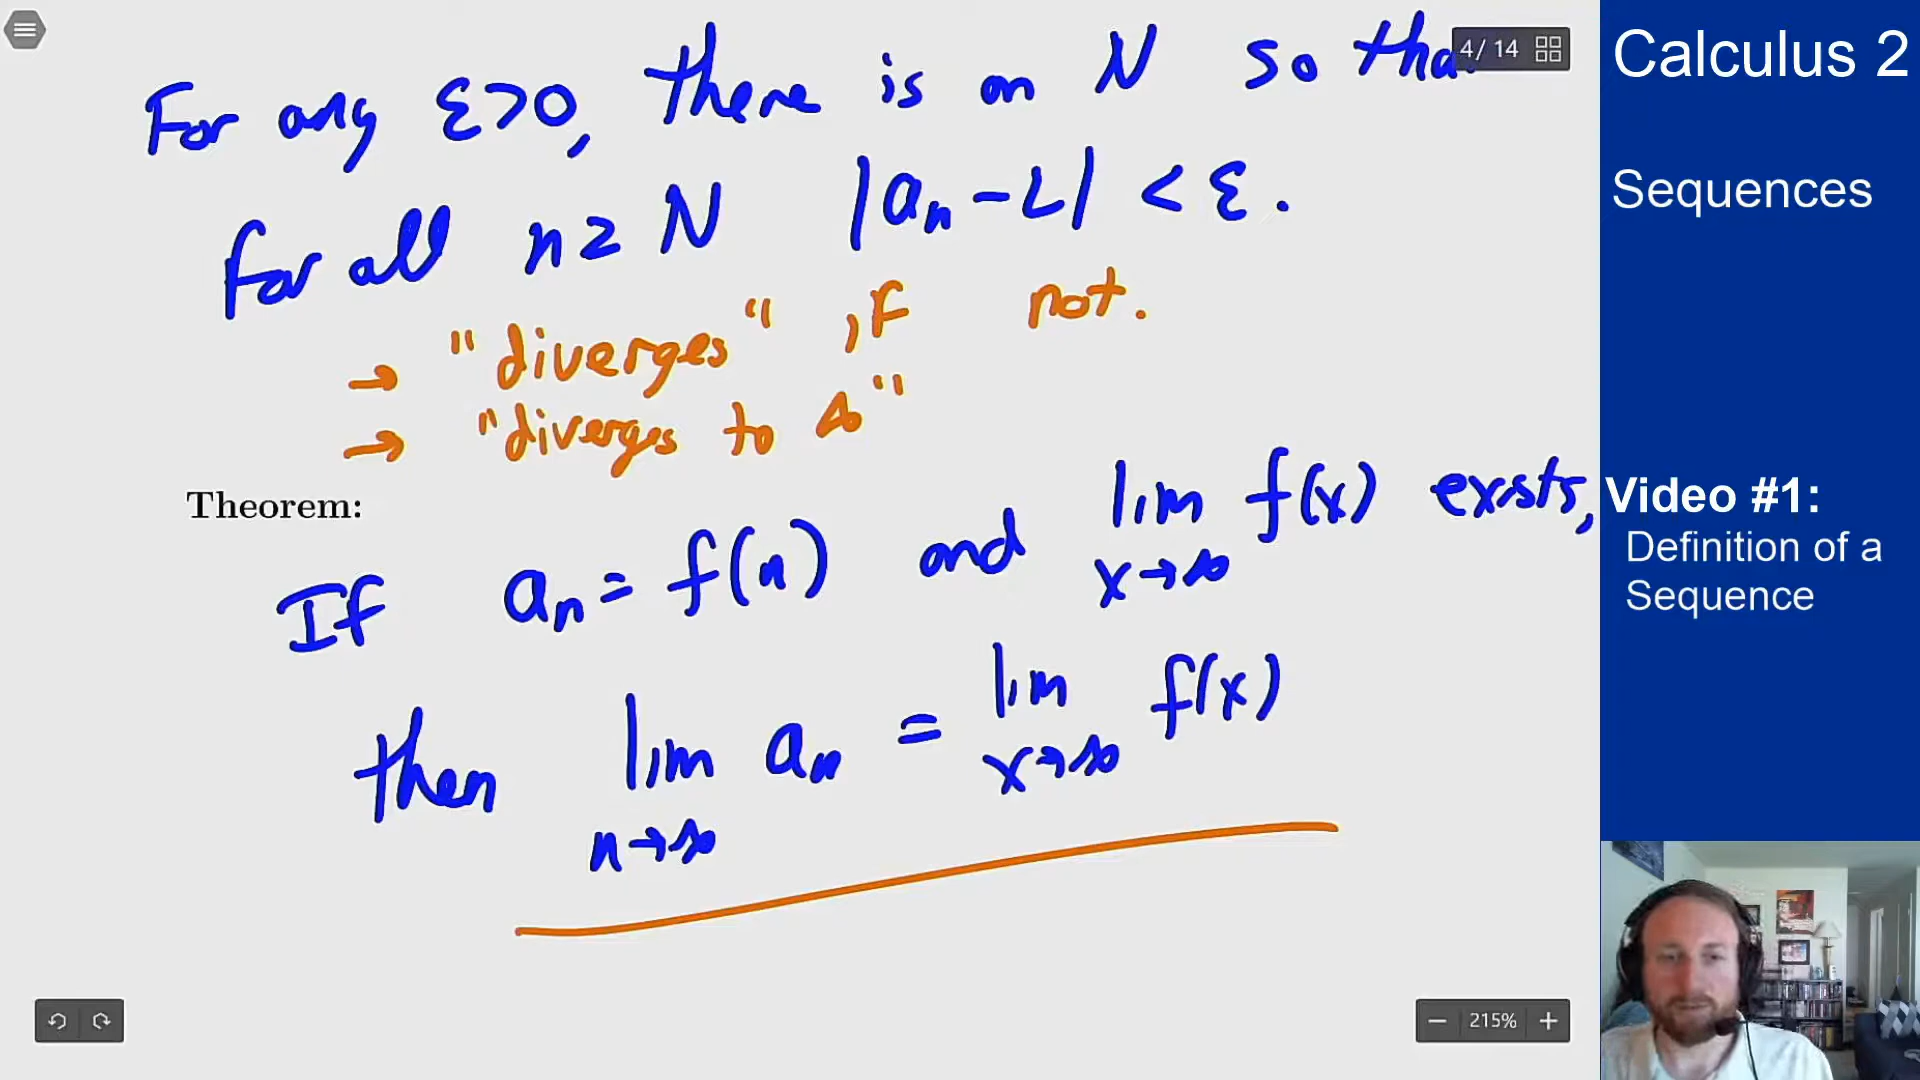 For any ε>0, there is an N so tha
for all n ≥ N |aₙ - L| < ε.
→ "diverges" if not.
→ "diverges to ∞"
Theorem:
If aₙ = f(n) and lim f(x) exists,
x→∞
then lim aₙ = lim f(x)
n→∞ x→∞
4/ 14
215%
Calculus 2
Sequences
Video #1:
Definition of a
Sequence